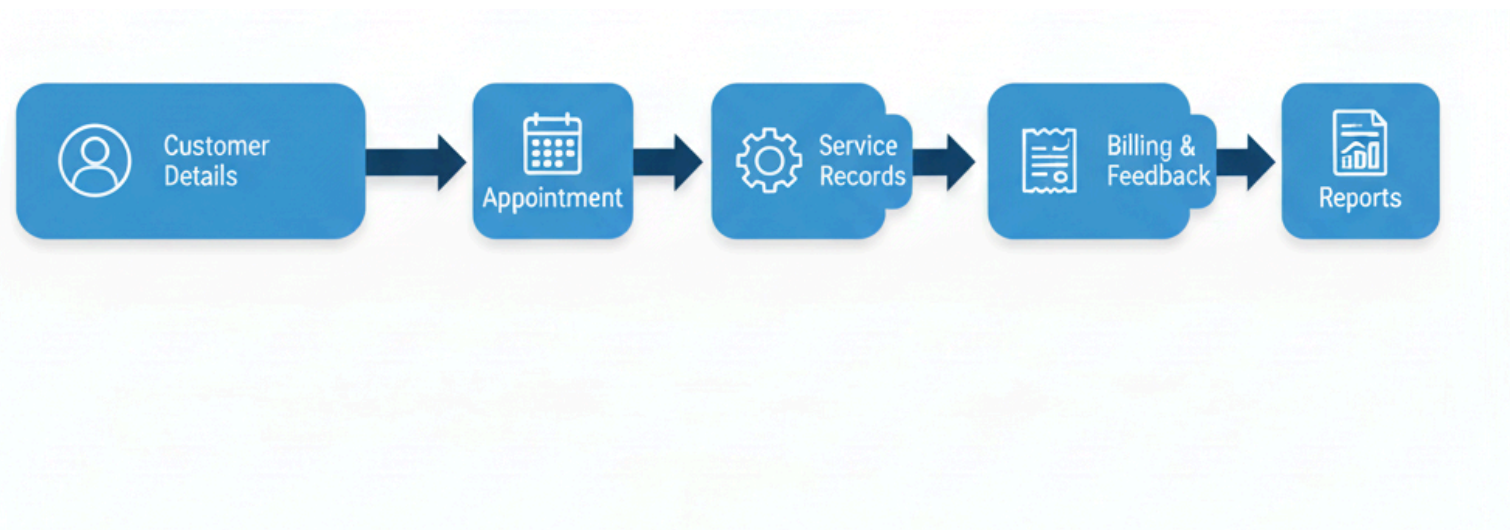 Customer
Details
Appointment
Service
Records
Billing &
Feedback
Reports